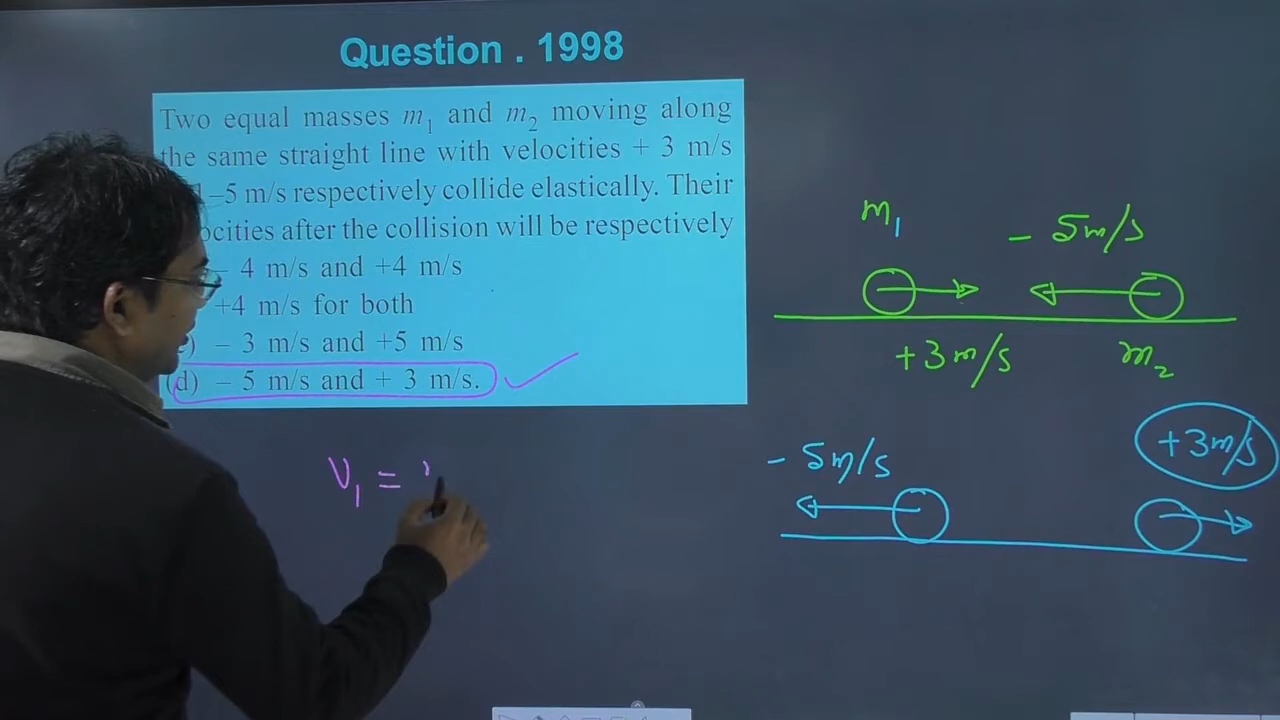 Question . 1998
Two equal masses m₁ and m₂ moving along
the same straight line with velocities + 3 m/s
–5 m/s respectively collide elastically. Their
after the collision will be respectively
– 4 m/s and +4 m/s
+4 m/s for both
– 3 m/s and +5 m/s
(d) – 5 m/s and + 3 m/s.
V₁ =
m₁
- 5m/s
+3m/s
m₂
- 5m/s
+3m/s